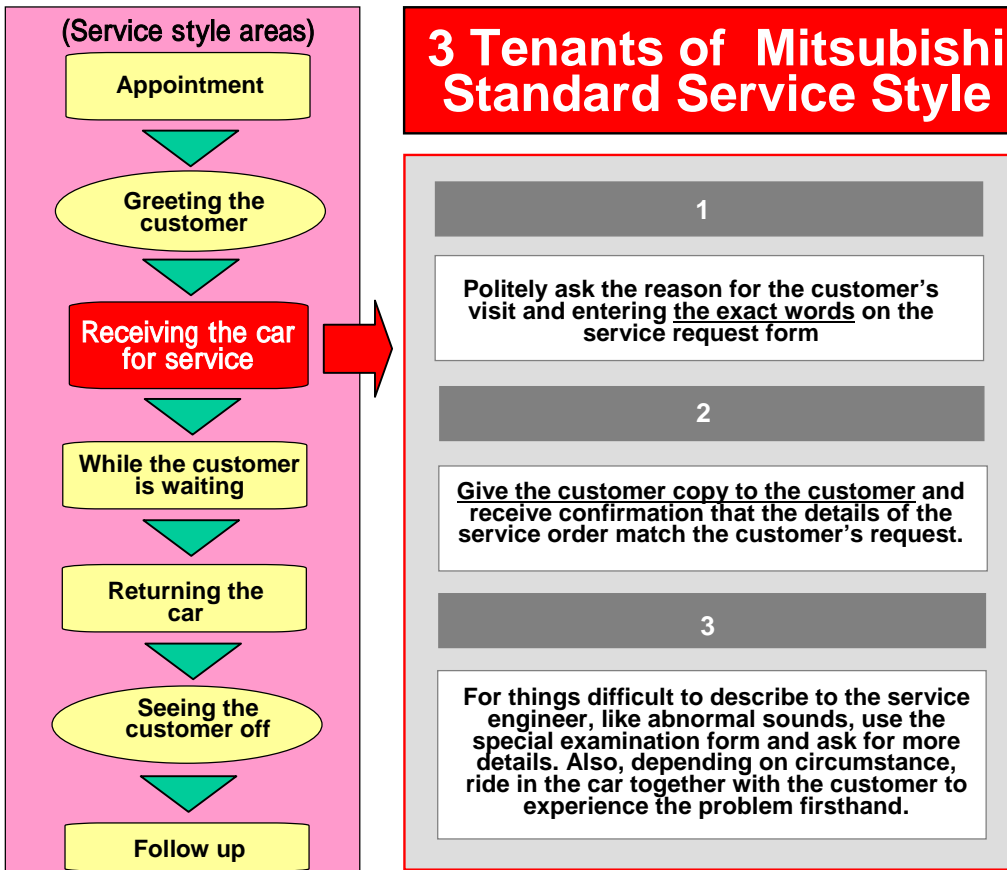 (Service style areas)
Appointment
Greeting the
customer
Receiving the car
for service
While the customer
is waiting
Returning the
car
Seeing the
customer off
Follow up
3 Tenants of Mitsubishi
Standard Service Style
1
Politely ask the reason for the customer's
visit and entering the exact words on the
service request form
2
Give the customer copy to the customer and
receive confirmation that the details of the
service order match the customer's request.
3
For things difficult to describe to the service
engineer, like abnormal sounds, use the
special examination form and ask for more
details. Also, depending on circumstance,
ride in the car together with the customer to
experience the problem firsthand.